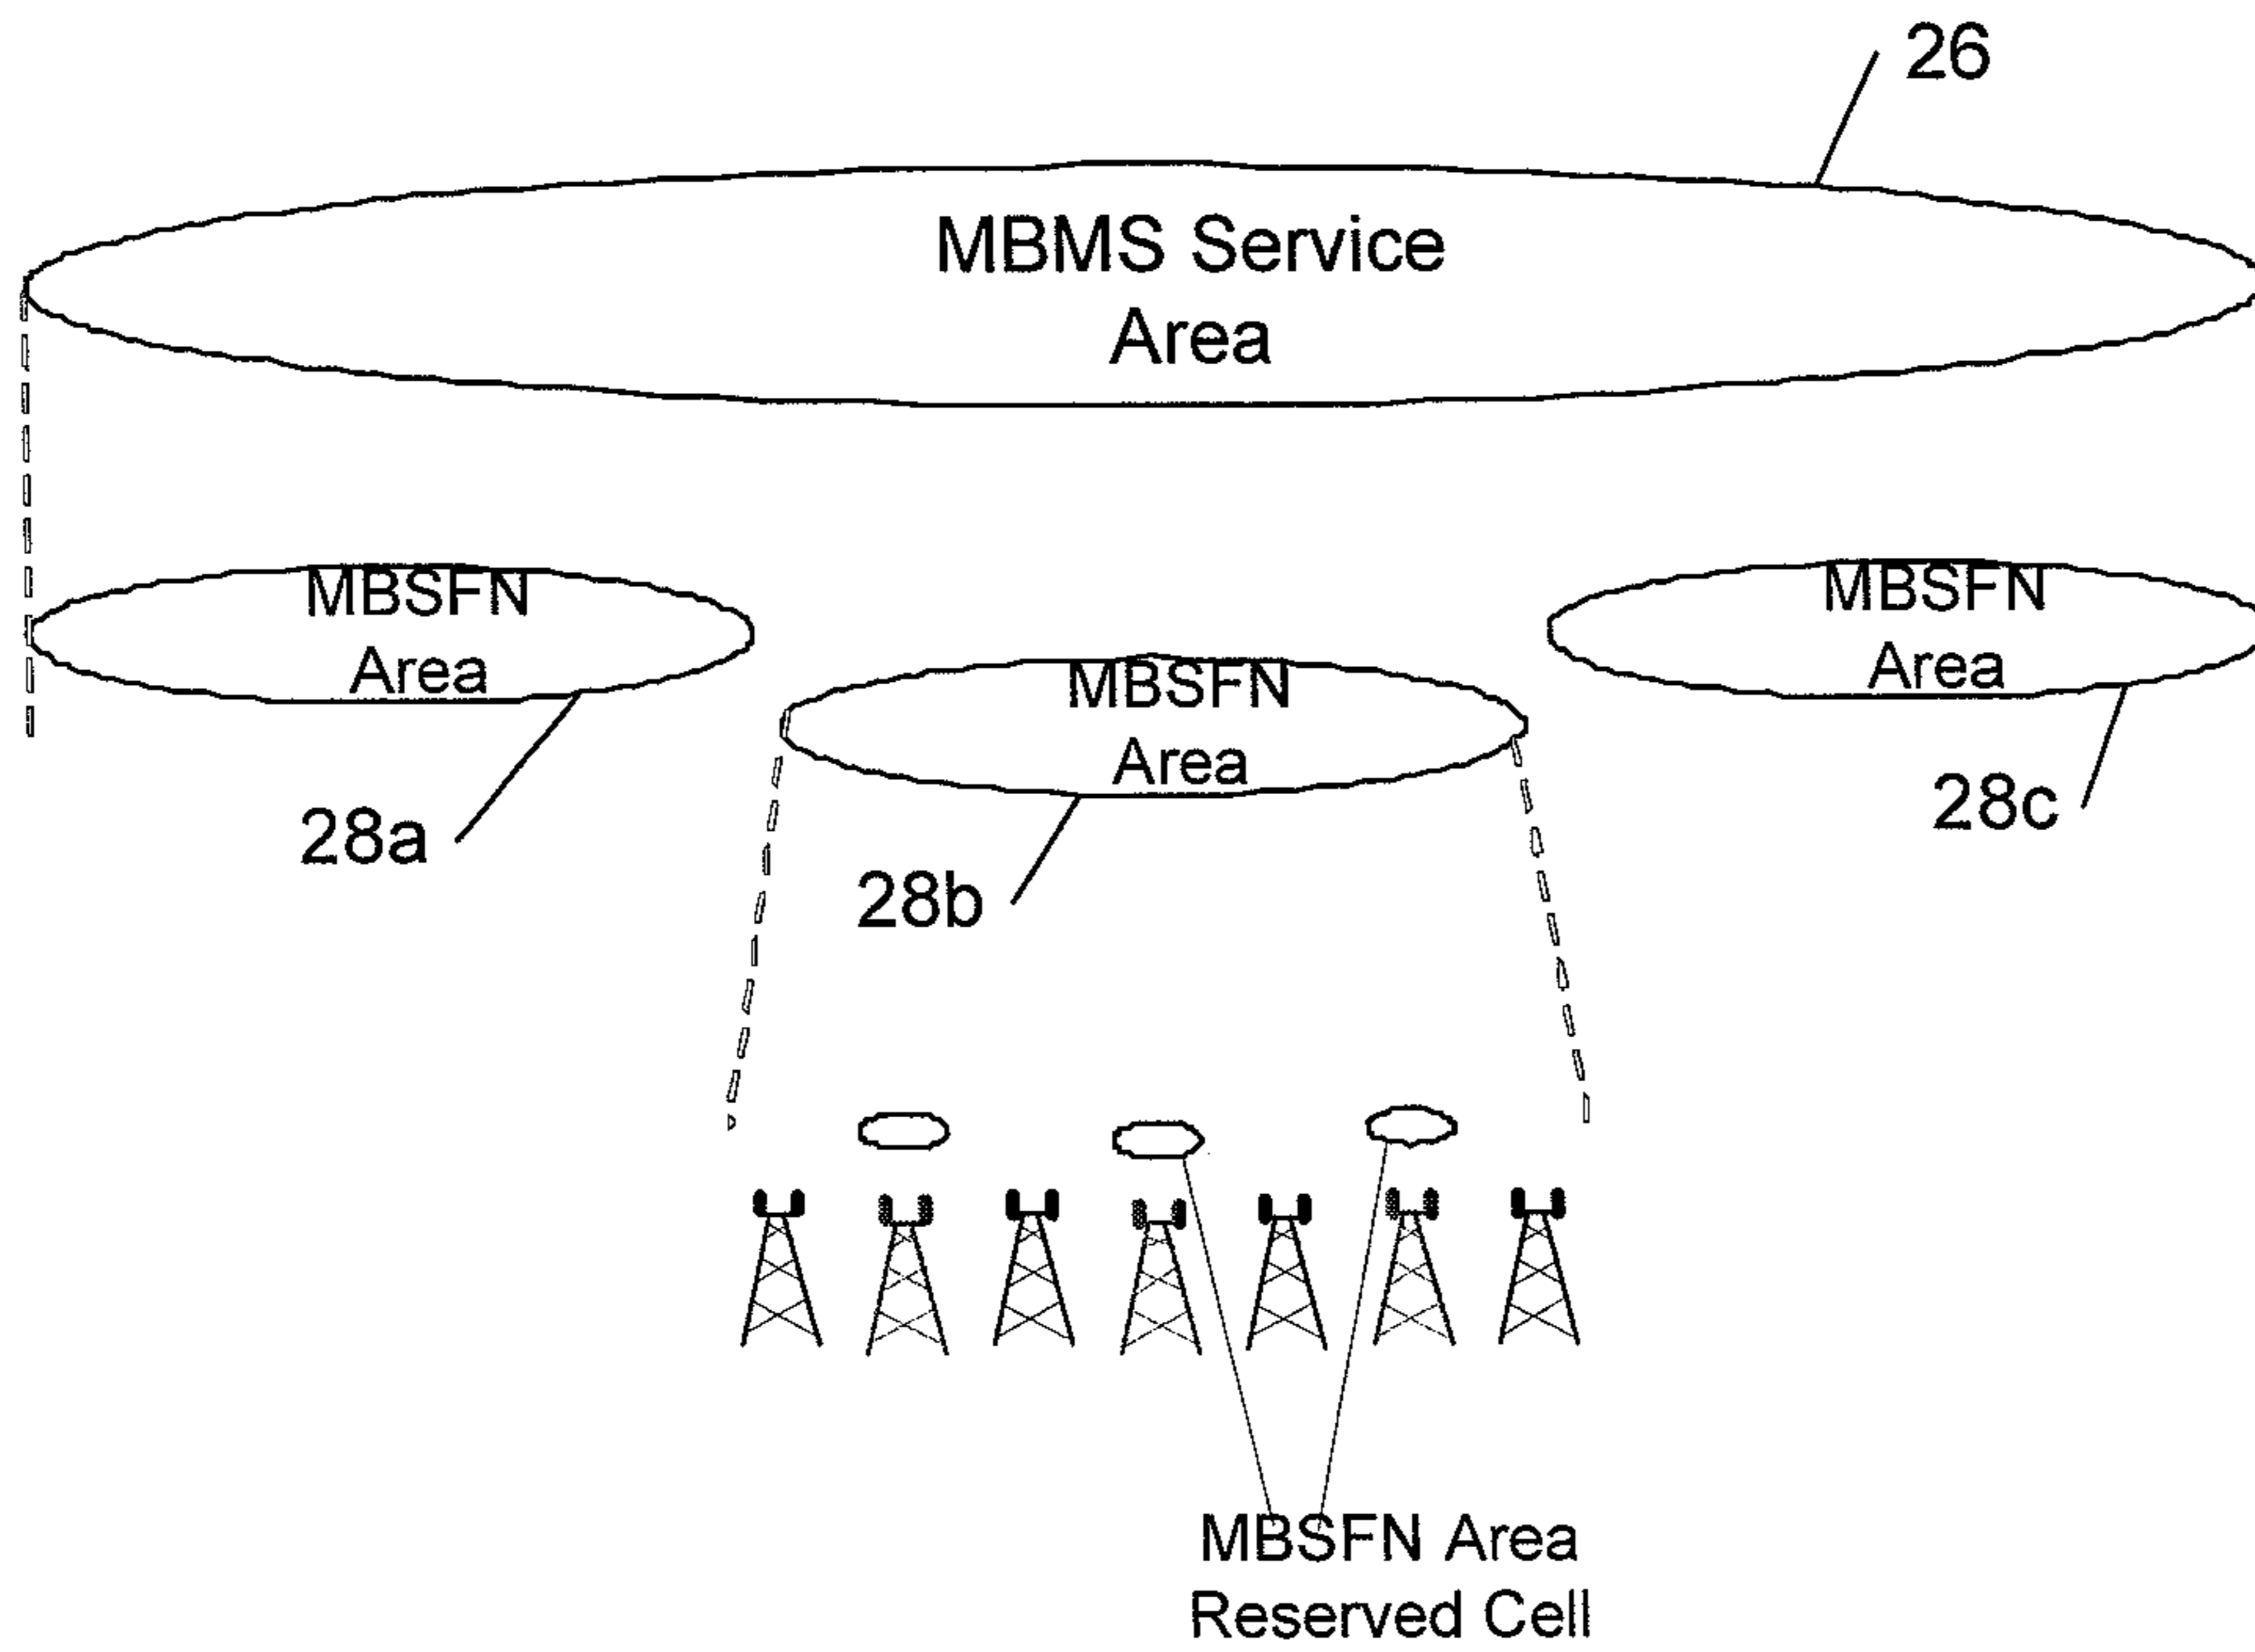 26
MBMS Service
Area
MBSFN
Area
MBSFN
Area
MBSFN
Area
28a
28b
28c
MBSFN Area
Reserved Cell